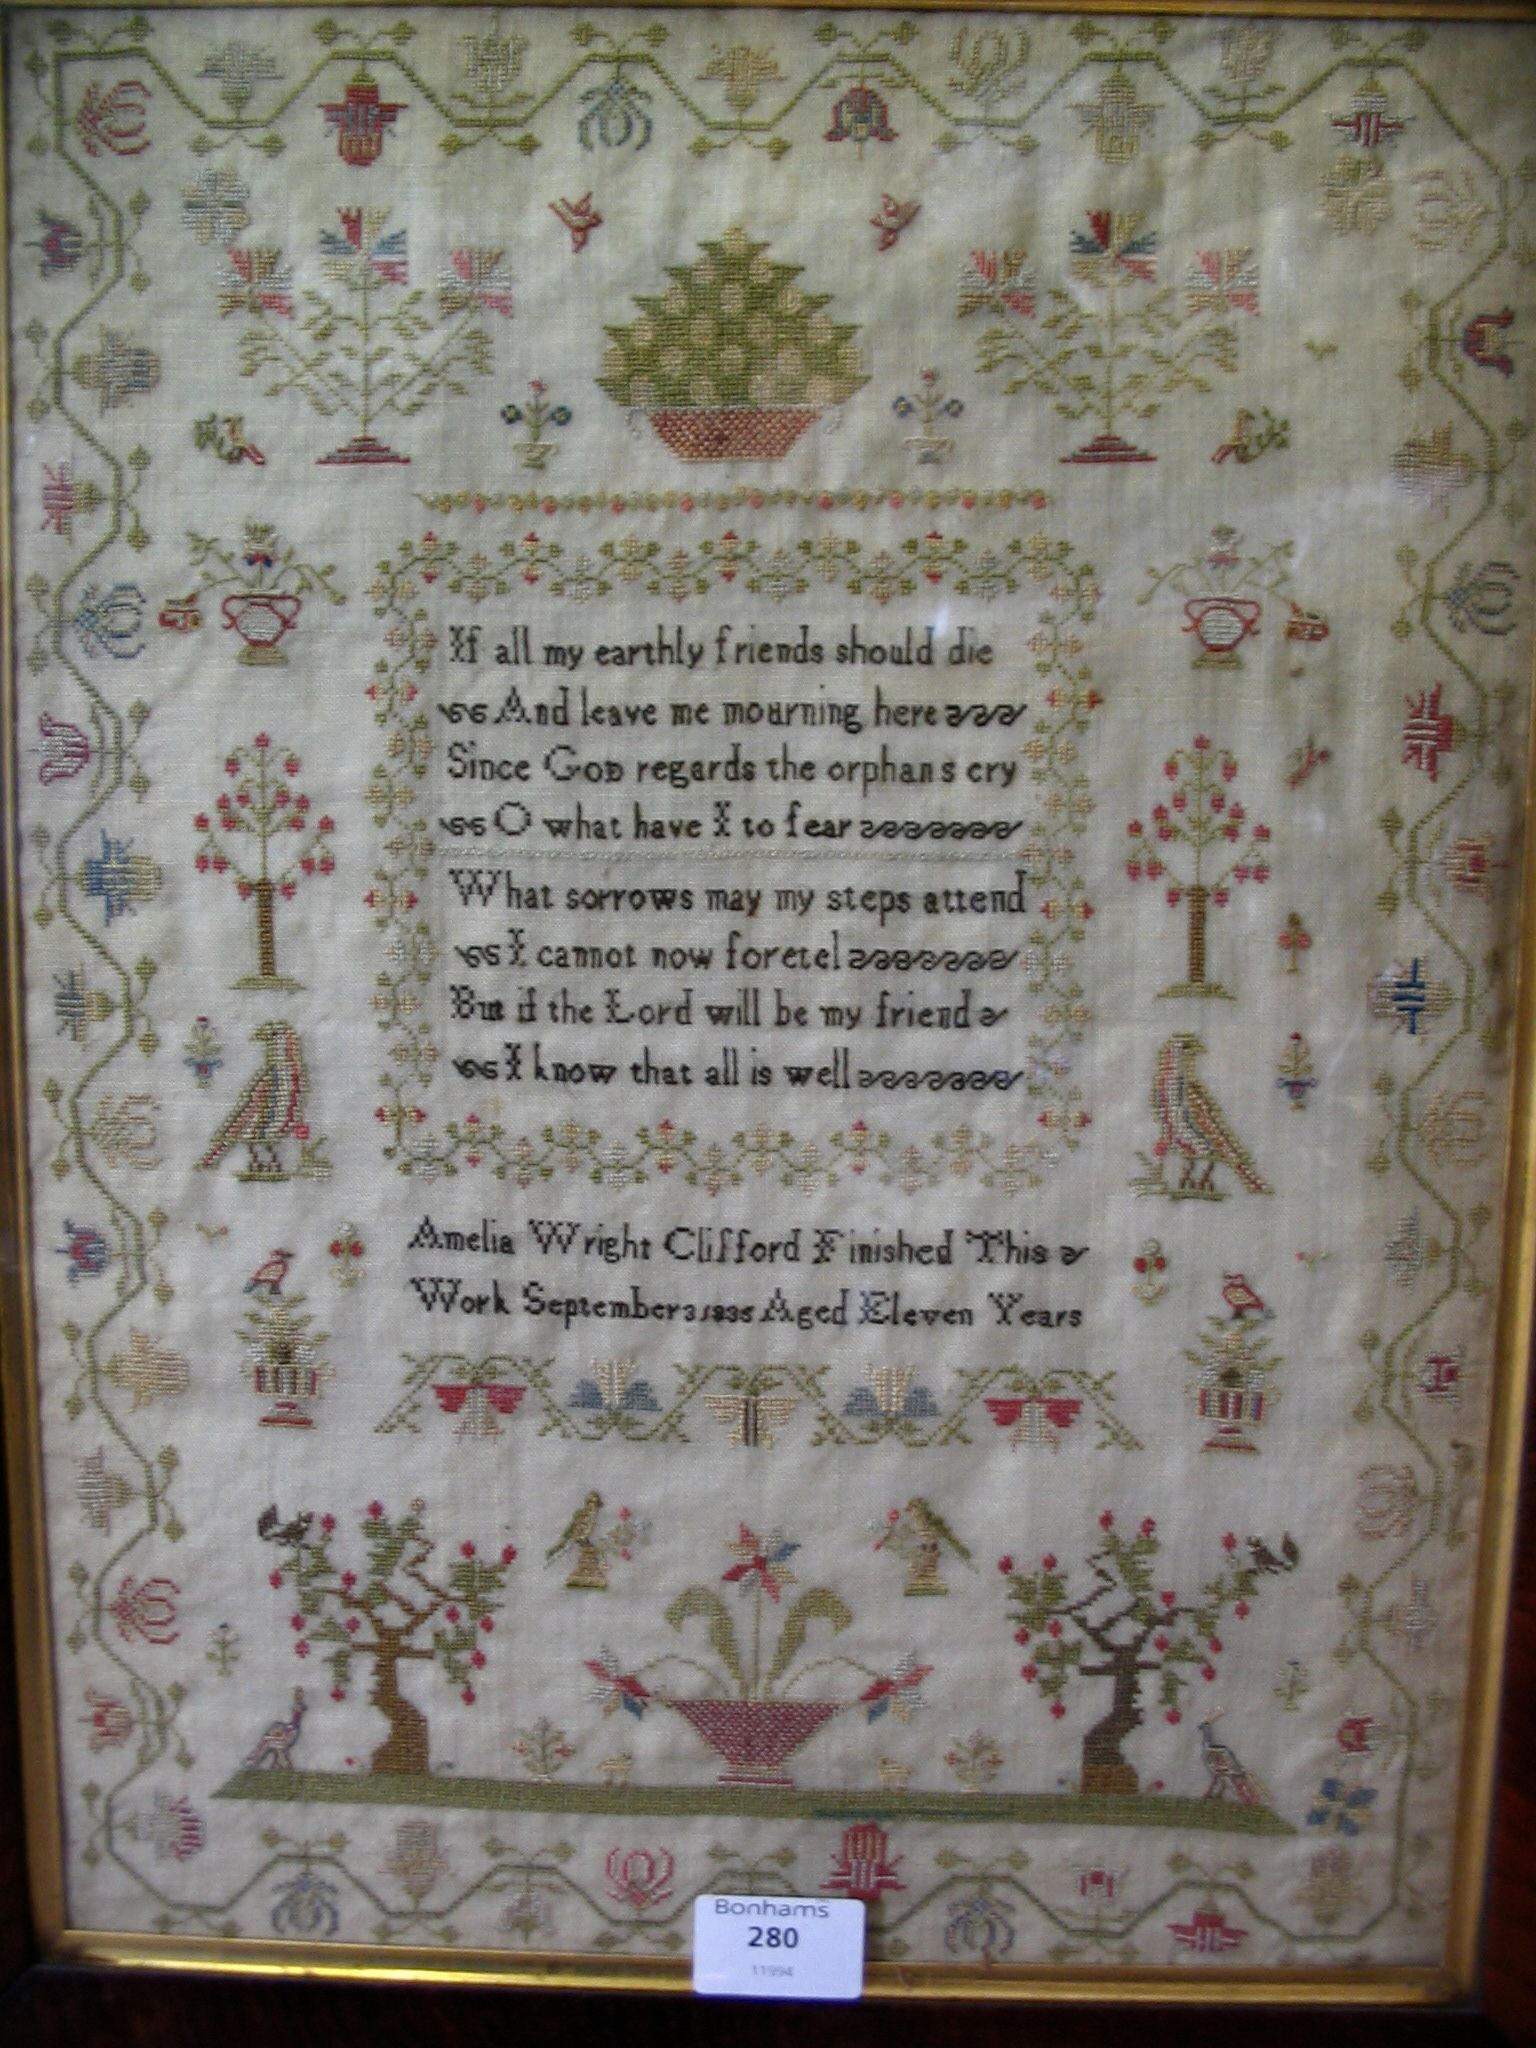 If all my earthly friends should die
And leave me mourning here
Since GOD regards the orphans cry
O what have I to fear
What sorrows may my steps attend
I cannot now foretel
But if the Lord will be my friend
I know that all is well
Amelia Wright Clifford Finished This
Work September 3 1835 Aged Eleven Years
Bonhams
280
11994